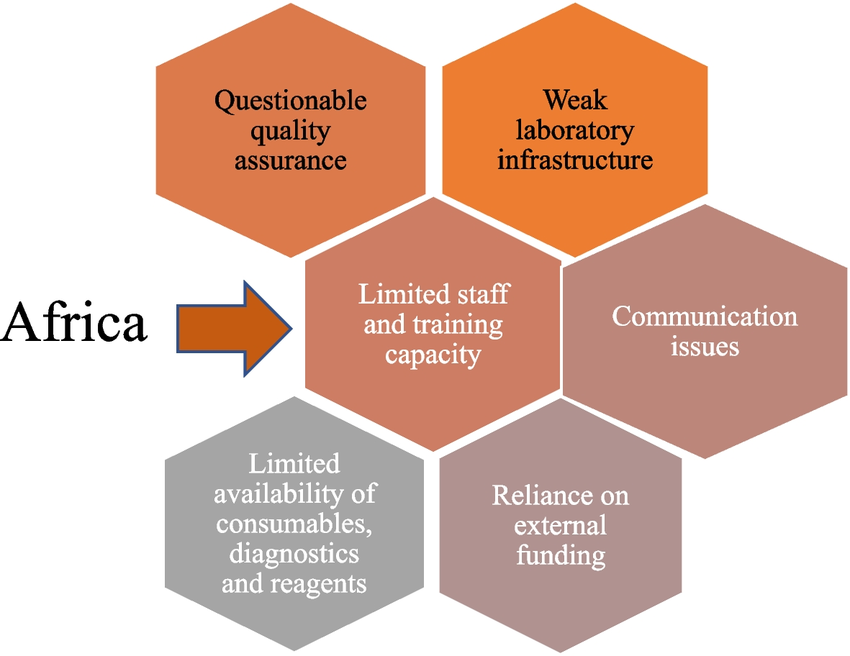 Questionable
quality
assurance
Weak
laboratory
infrastructure
Africa
Limited staff
and training
capacity
Communication
issues
Limited
availability of
consumables,
diagnostics
and reagents
Reliance on
external
funding